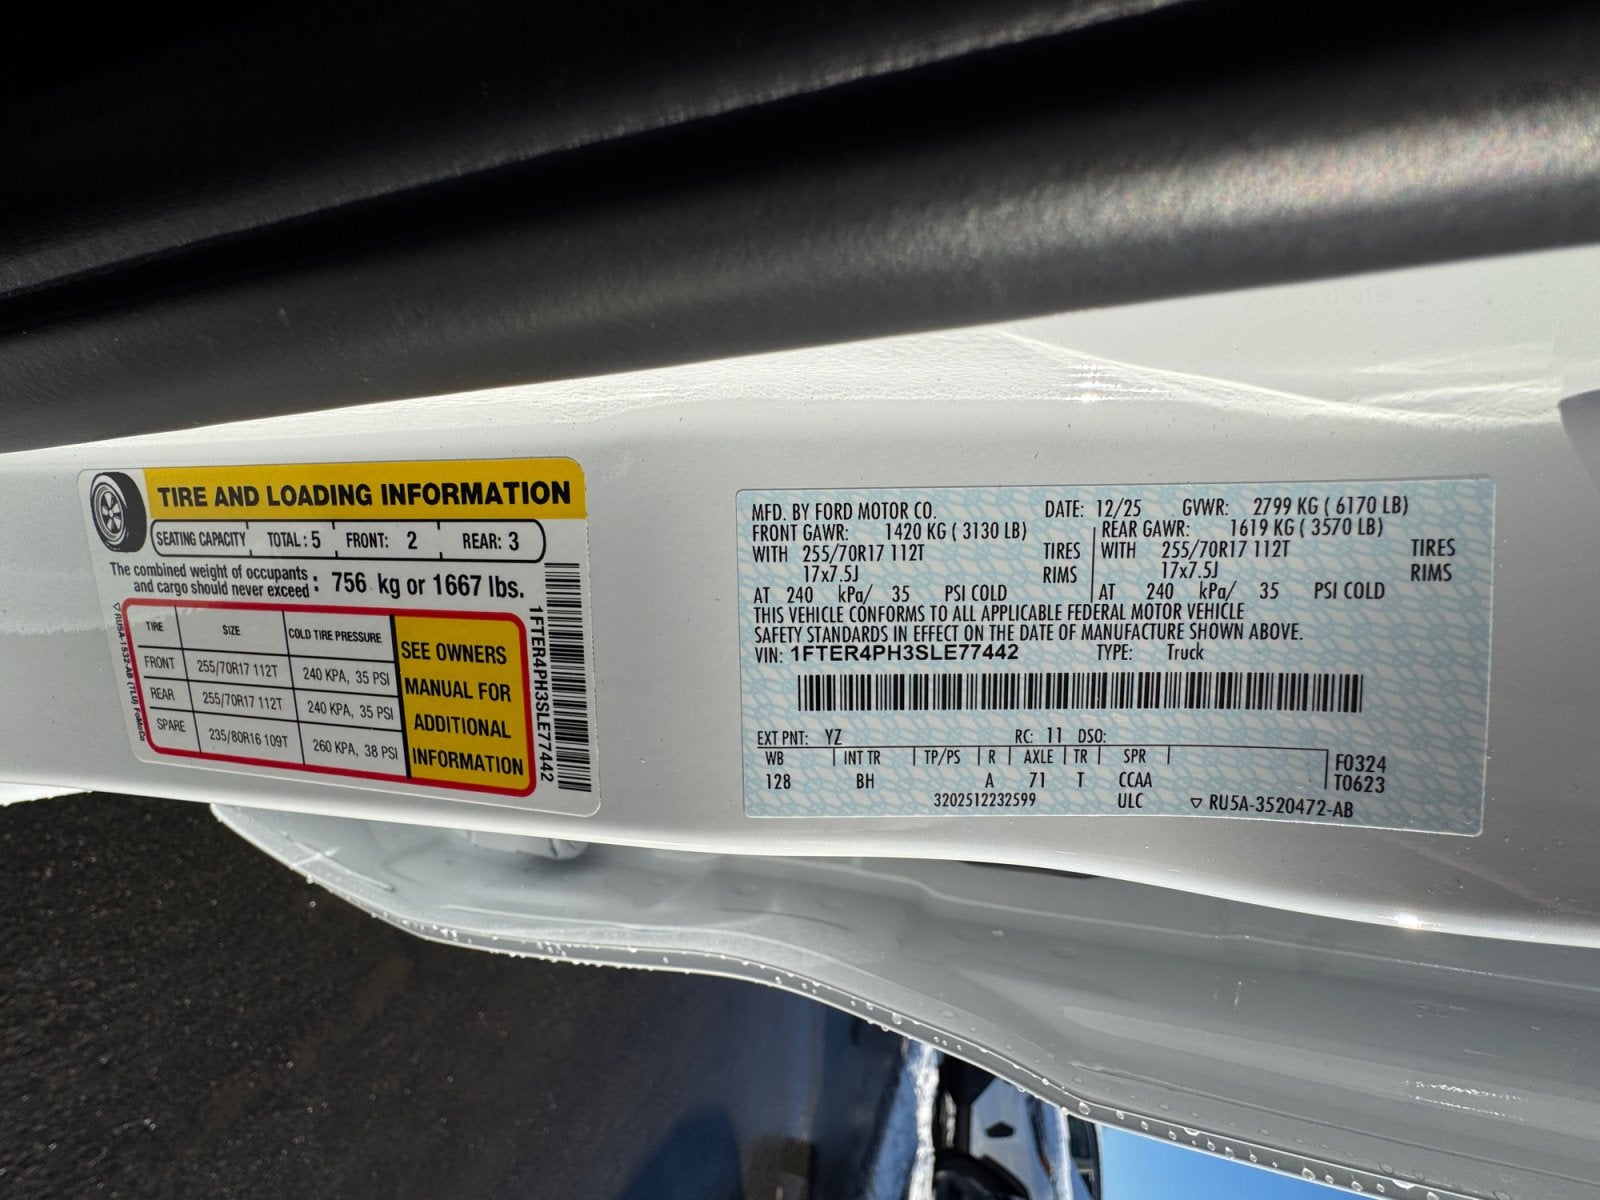 TIRE AND LOADING INFORMATION
SEATING CAPACITY TOTAL : 5 FRONT: 2 REAR: 3
The combined weight of occupants
and cargo should never exceed : 756 kg or 1667 lbs.
TIRE SIZE COLD TIRE PRESSURE
FRONT 255/70R17 112T 240 KPA, 35 PSI
REAR 255/70R17 112T 240 KPA, 35 PSI
SPARE 235/80R16 109T 260 KPA, 38 PSI
SEE OWNERS
MANUAL FOR
ADDITIONAL
INFORMATION
▽RU5A-1532-AB (TLU) FoMoCo
1FTER4PH3SLE77442
MFD. BY FORD MOTOR CO. DATE: 12/25 GVWR: 2799 KG ( 6170 LB)
FRONT GAWR: 1420 KG ( 3130 LB) REAR GAWR: 1619 KG ( 3570 LB)
WITH 255/70R17 112T TIRES WITH 255/70R17 112T TIRES
17x7.5J RIMS 17x7.5J RIMS
AT 240 kPa/ 35 PSI COLD AT 240 kPa/ 35 PSI COLD
THIS VEHICLE CONFORMS TO ALL APPLICABLE FEDERAL MOTOR VEHICLE
SAFETY STANDARDS IN EFFECT ON THE DATE OF MANUFACTURE SHOWN ABOVE.
VIN: 1FTER4PH3SLE77442 TYPE: Truck
EXT PNT: YZ RC: 11 DSO:
WB INT TR TP/PS R AXLE TR SPR F0324
128 BH A 71 T CCAA T0623
3202512232599 ULC ▽ RU5A-3520472-AB